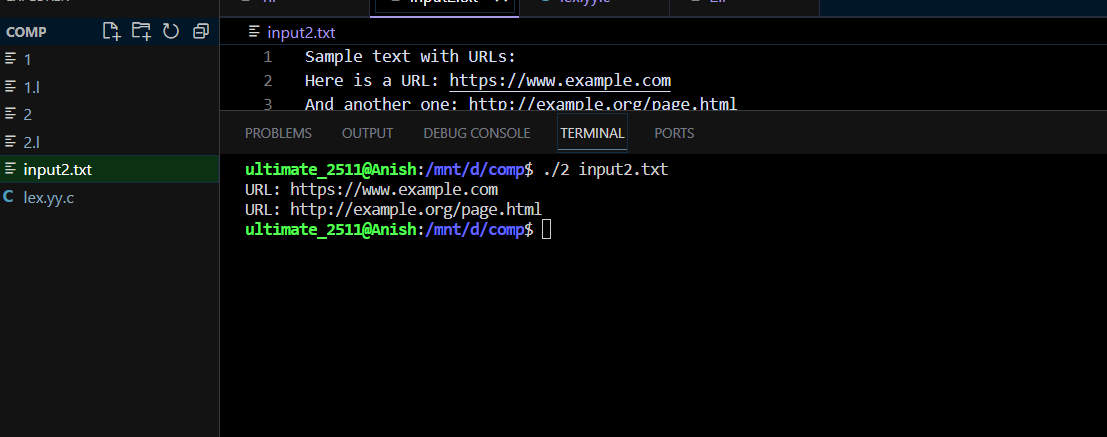 COMP
1
1.l
2
2.l
input2.txt
C lex.yy.c
input2.txt
1 Sample text with URLs:
2 Here is a URL: https://www.example.com
3 And another one: http://example.org/page.html
PROBLEMS OUTPUT DEBUG CONSOLE TERMINAL PORTS
ultimate_2511@Anish:/mnt/d/comp$ ./2 input2.txt
URL: https://www.example.com
URL: http://example.org/page.html
ultimate_2511@Anish:/mnt/d/comp$